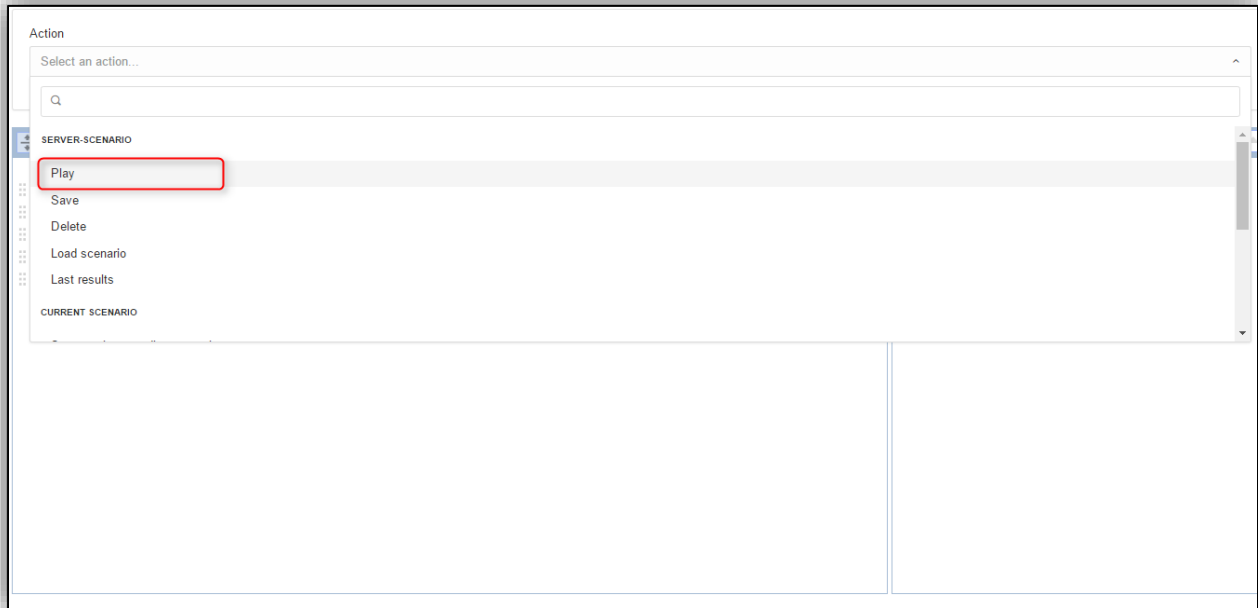 Action
Select an action...
SERVER-SCENARIO
Play
Save
Delete
Load scenario
Last results
CURRENT SCENARIO